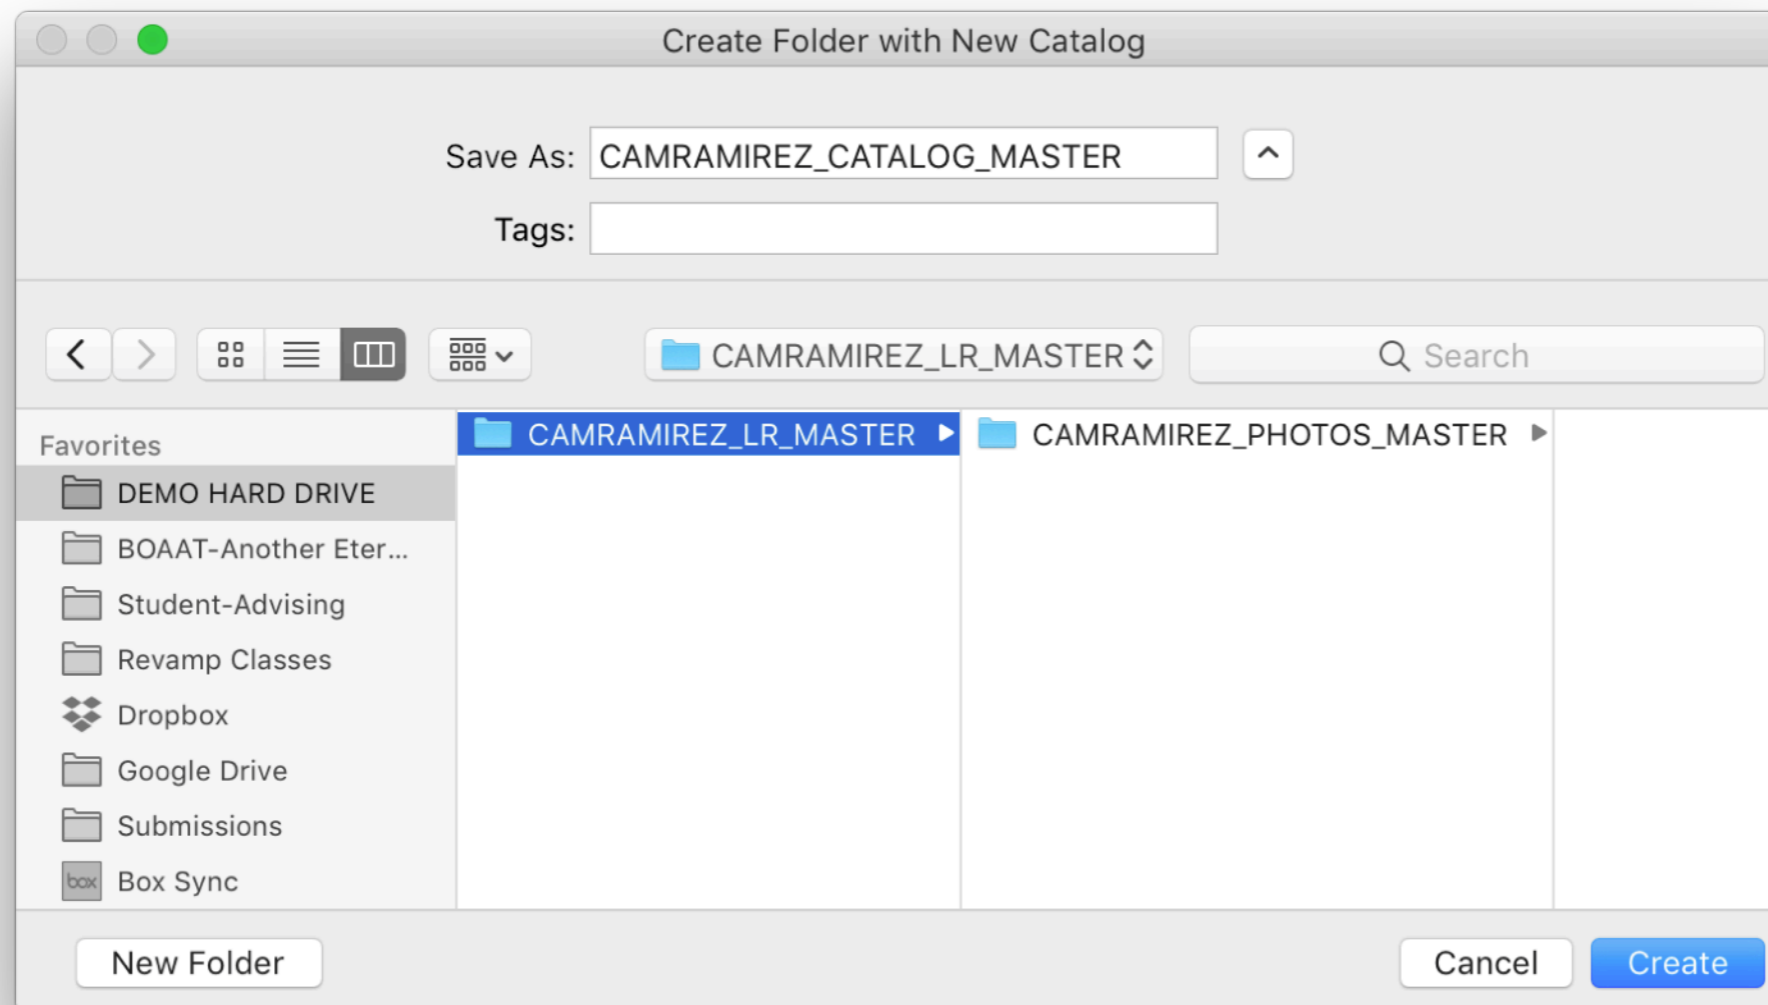 Create Folder with New Catalog
Save As: CAMRAMIREZ_CATALOG_MASTER
Tags:
CAMRAMIREZ_LR_MASTER
Search
Favorites
DEMO HARD DRIVE
BOAAT-Another Eter...
Student-Advising
Revamp Classes
Dropbox
Google Drive
Submissions
box Box Sync
CAMRAMIREZ_LR_MASTER
CAMRAMIREZ_PHOTOS_MASTER
New Folder
Cancel
Create